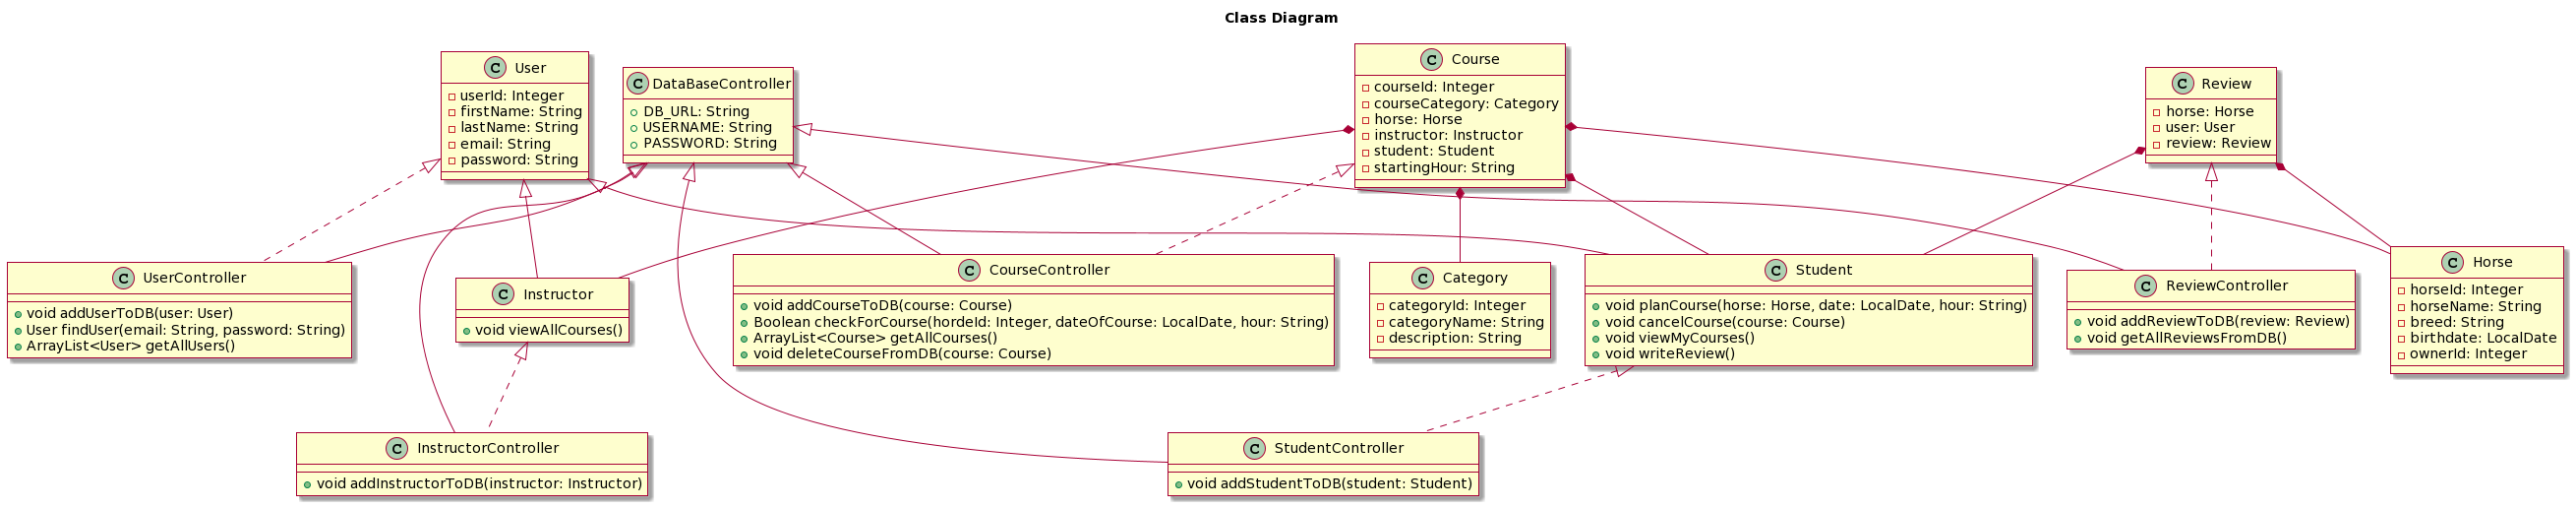 Class Diagram
C User
userId: Integer
firstName: String
lastName: String
email: String
password: String
C DataBaseController
DB_URL: String
USERNAME: String
PASSWORD: String
C Course
courseId: Integer
courseCategory: Category
horse: Horse
instructor: Instructor
student: Student
startingHour: String
C Review
horse: Horse
user: User
review: Review
C UserController
void addUserToDB(user: User)
User findUser(email: String, password: String)
ArrayList<User> getAllUsers()
C Instructor
void viewAllCourses()
C CourseController
void addCourseToDB(course: Course)
Boolean checkForCourse(hordeId: Integer, dateOfCourse: LocalDate, hour: String)
ArrayList<Course> getAllCourses()
void deleteCourseFromDB(course: Course)
C Category
categoryId: Integer
categoryName: String
description: String
C Student
void planCourse(horse: Horse, date: LocalDate, hour: String)
void cancelCourse(course: Course)
void viewMyCourses()
void writeReview()
C ReviewController
void addReviewToDB(review: Review)
void getAllReviewsFromDB()
C Horse
horseId: Integer
horseName: String
breed: String
birthdate: LocalDate
ownerId: Integer
C InstructorController
void addInstructorToDB(instructor: Instructor)
C StudentController
void addStudentToDB(student: Student)